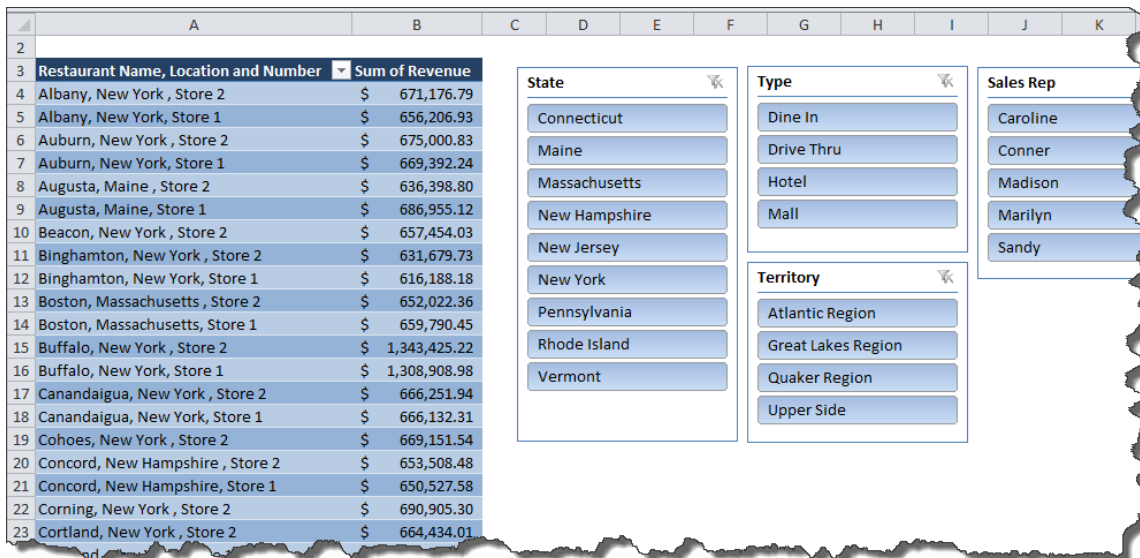 A B C D E F G H I J K
2
3 Restaurant Name, Location and Number Sum of Revenue
4 Albany, New York , Store 2 $ 671,176.79
5 Albany, New York, Store 1 $ 656,206.93
6 Auburn, New York , Store 2 $ 675,000.83
7 Auburn, New York, Store 1 $ 669,392.24
8 Augusta, Maine , Store 2 $ 636,398.80
9 Augusta, Maine, Store 1 $ 686,955.12
10 Beacon, New York , Store 2 $ 657,454.03
11 Binghamton, New York , Store 2 $ 631,679.73
12 Binghamton, New York, Store 1 $ 616,188.18
13 Boston, Massachusetts , Store 2 $ 652,022.36
14 Boston, Massachusetts, Store 1 $ 659,790.45
15 Buffalo, New York , Store 2 $ 1,343,425.22
16 Buffalo, New York, Store 1 $ 1,308,908.98
17 Canandaigua, New York , Store 2 $ 666,251.94
18 Canandaigua, New York, Store 1 $ 666,132.31
19 Cohoes, New York , Store 2 $ 669,151.54
20 Concord, New Hampshire , Store 2 $ 653,508.48
21 Concord, New Hampshire, Store 1 $ 650,527.58
22 Corning, New York , Store 2 $ 690,905.30
23 Cortland, New York , Store 2 $ 664,434.01
State
Connecticut
Maine
Massachusetts
New Hampshire
New Jersey
New York
Pennsylvania
Rhode Island
Vermont
Type
Dine In
Drive Thru
Hotel
Mall
Territory
Atlantic Region
Great Lakes Region
Quaker Region
Upper Side
Sales Rep
Caroline
Conner
Madison
Marilyn
Sandy